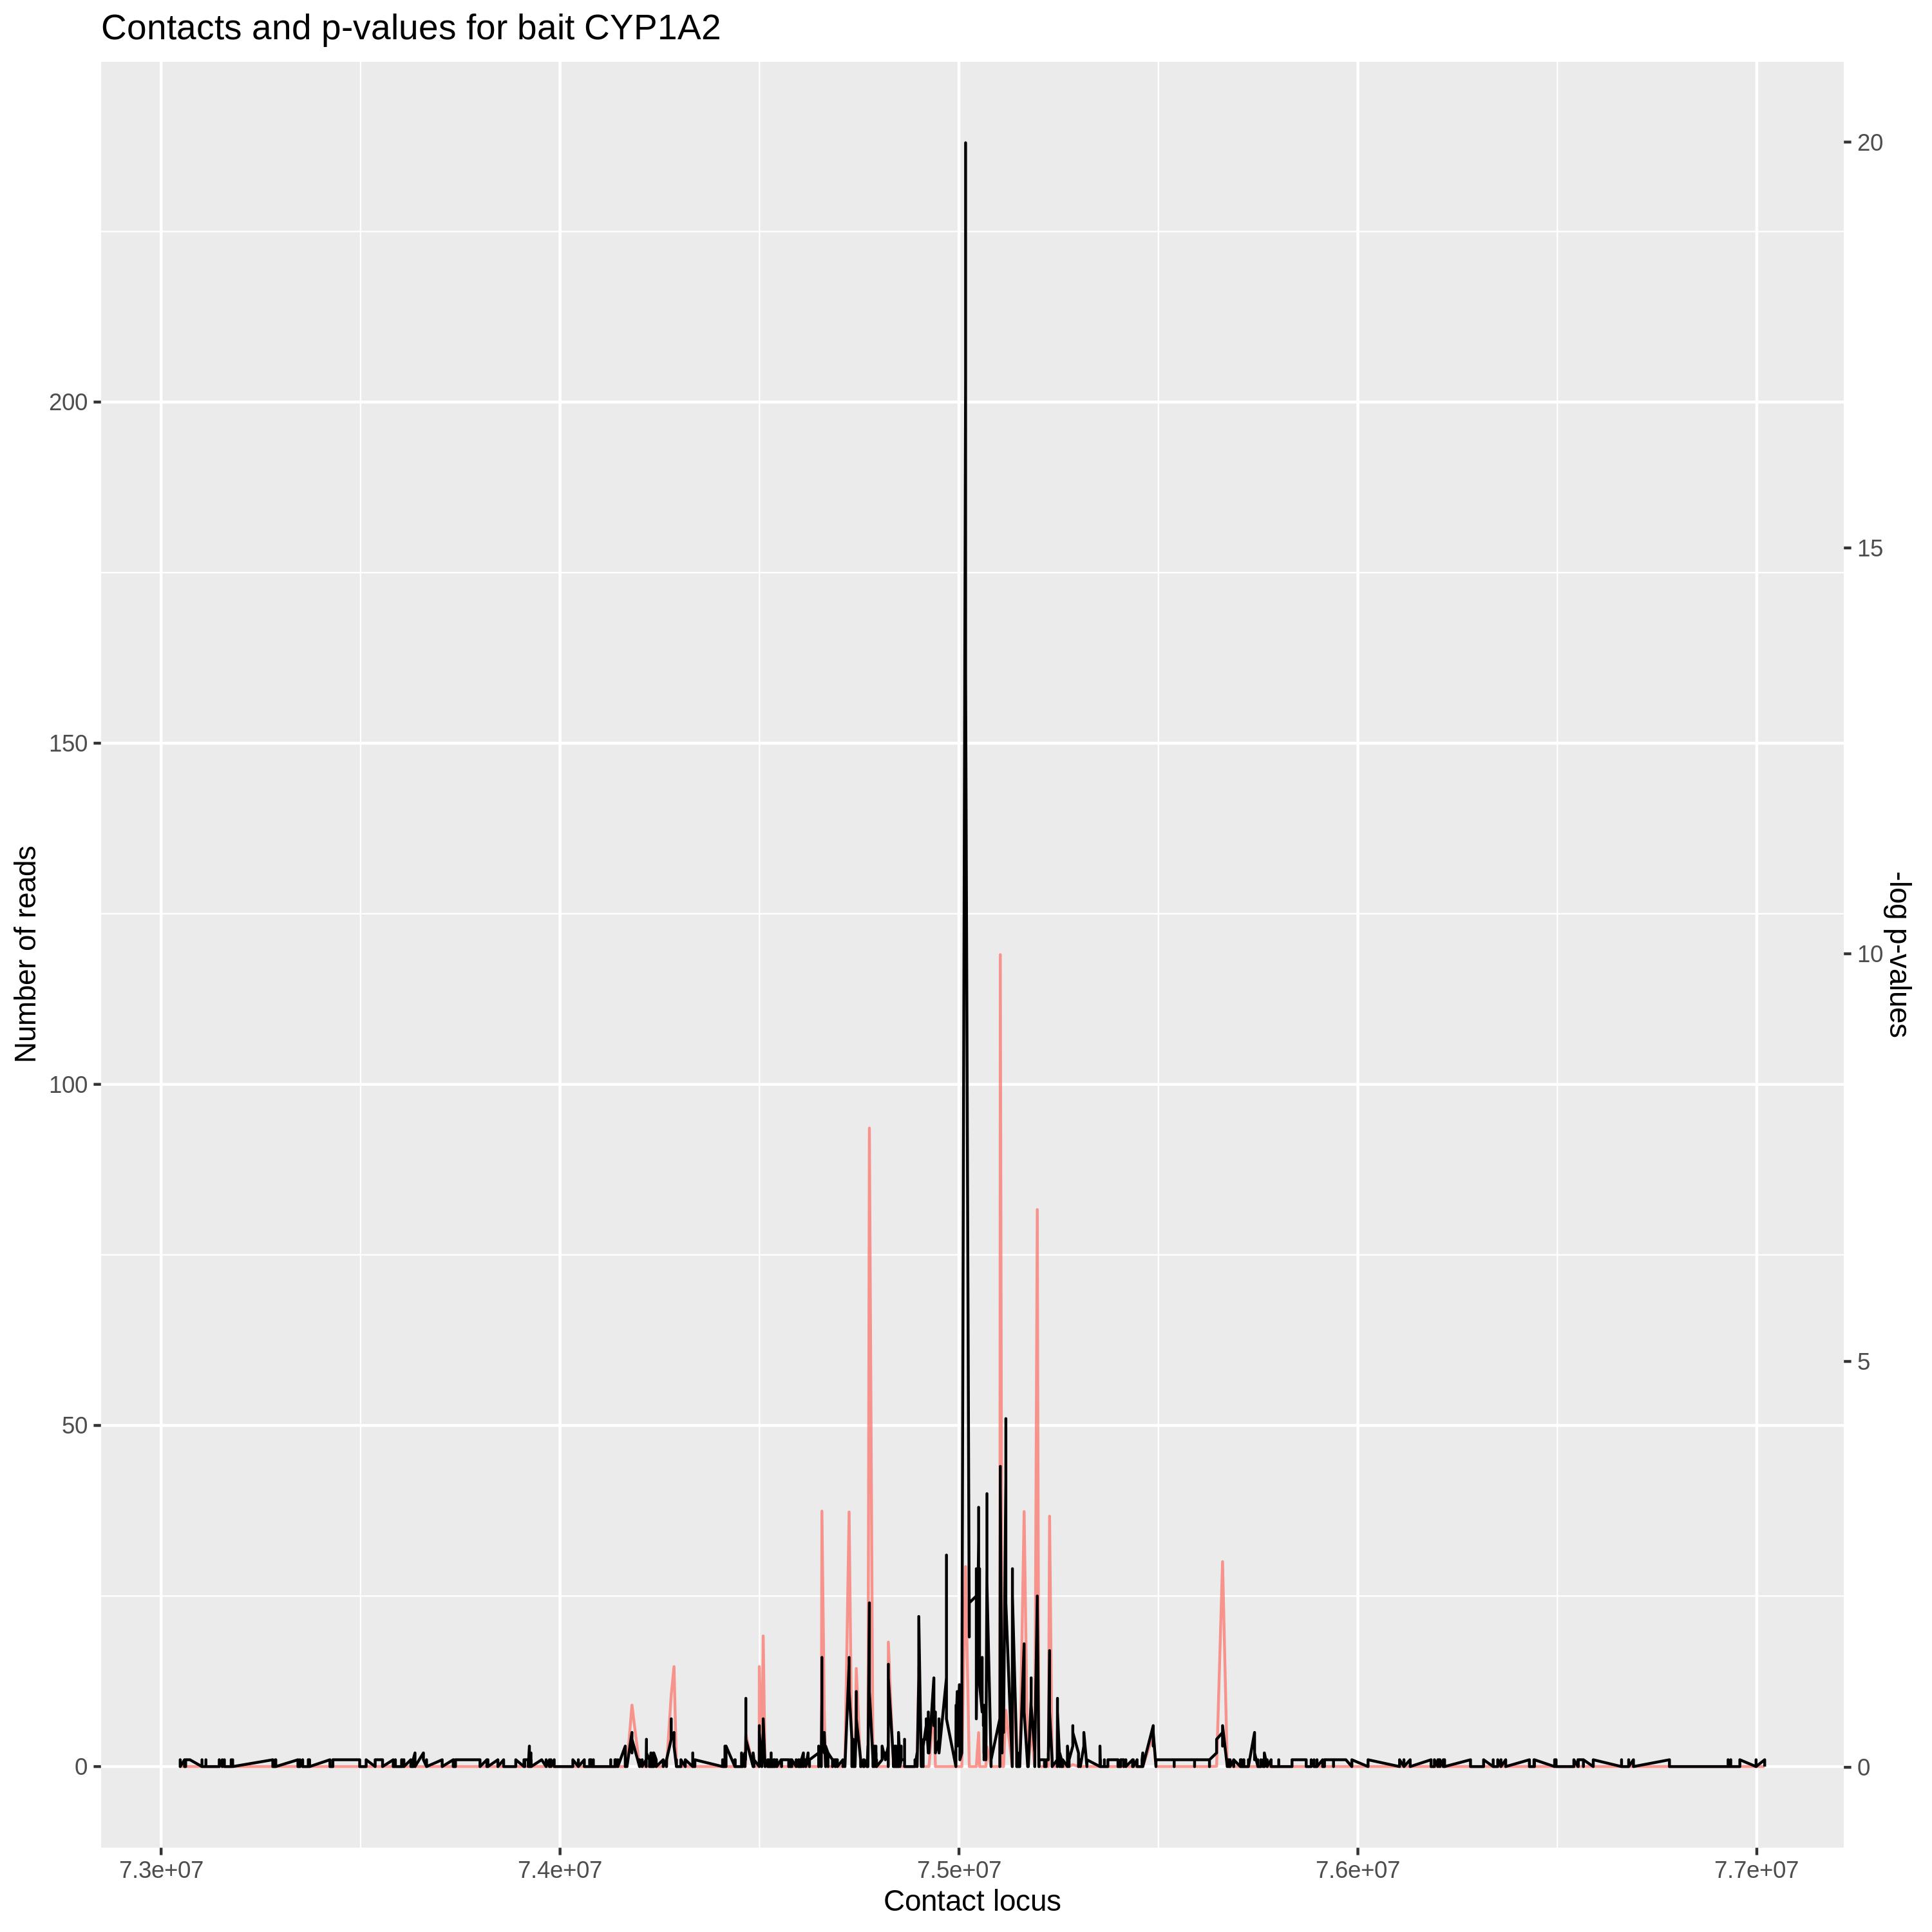 Contacts and p-values for bait CYP1A2
Number of reads
200
150
100
50
0
20
15
10
5
0
-log p-values
7.3e+07
7.4e+07
7.5e+07
7.6e+07
7.7e+07
Contact locus